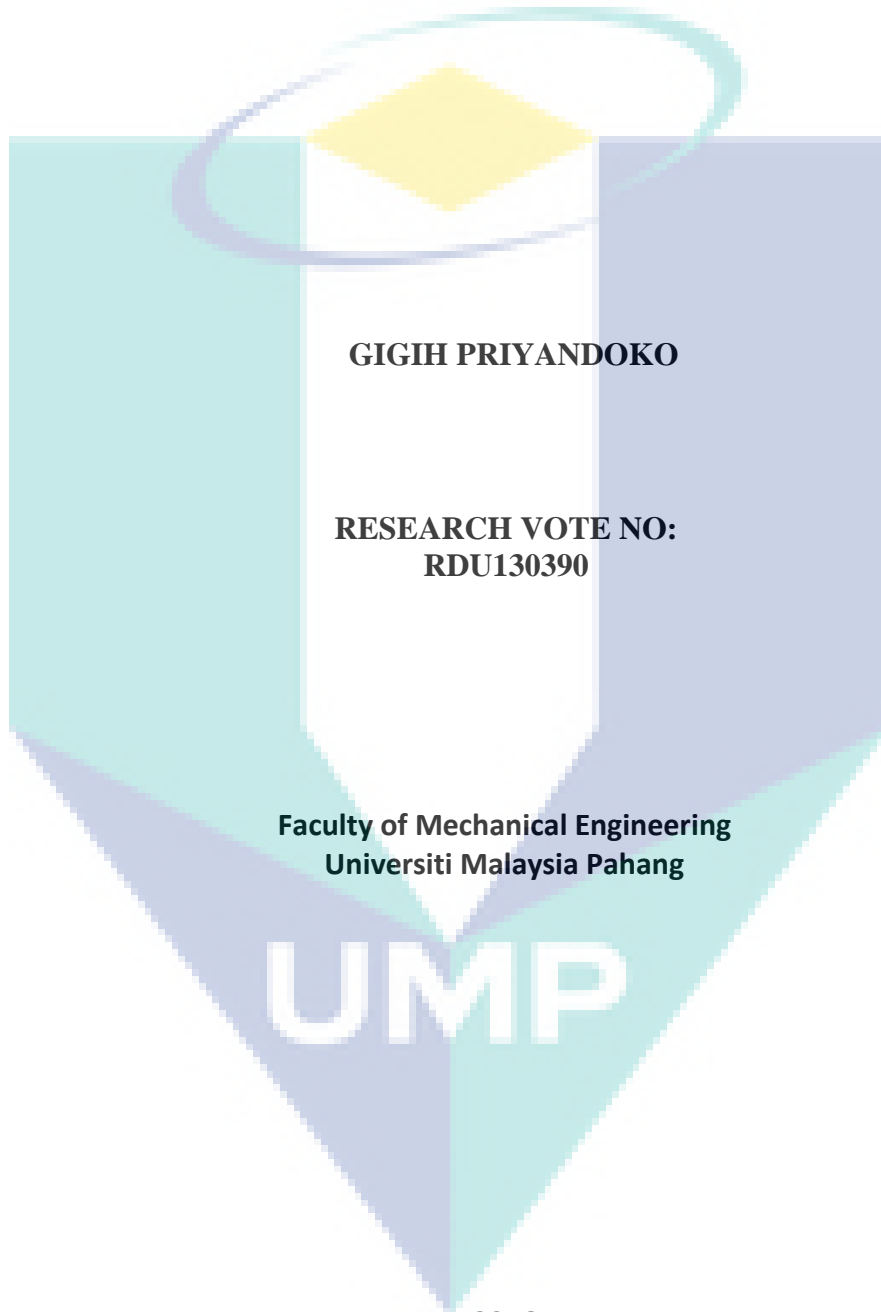 GIGIH PRIYANDOKO
RESEARCH VOTE NO:
RDU130390
Faculty of Mechanical Engineering
Universiti Malaysia Pahang
UMP